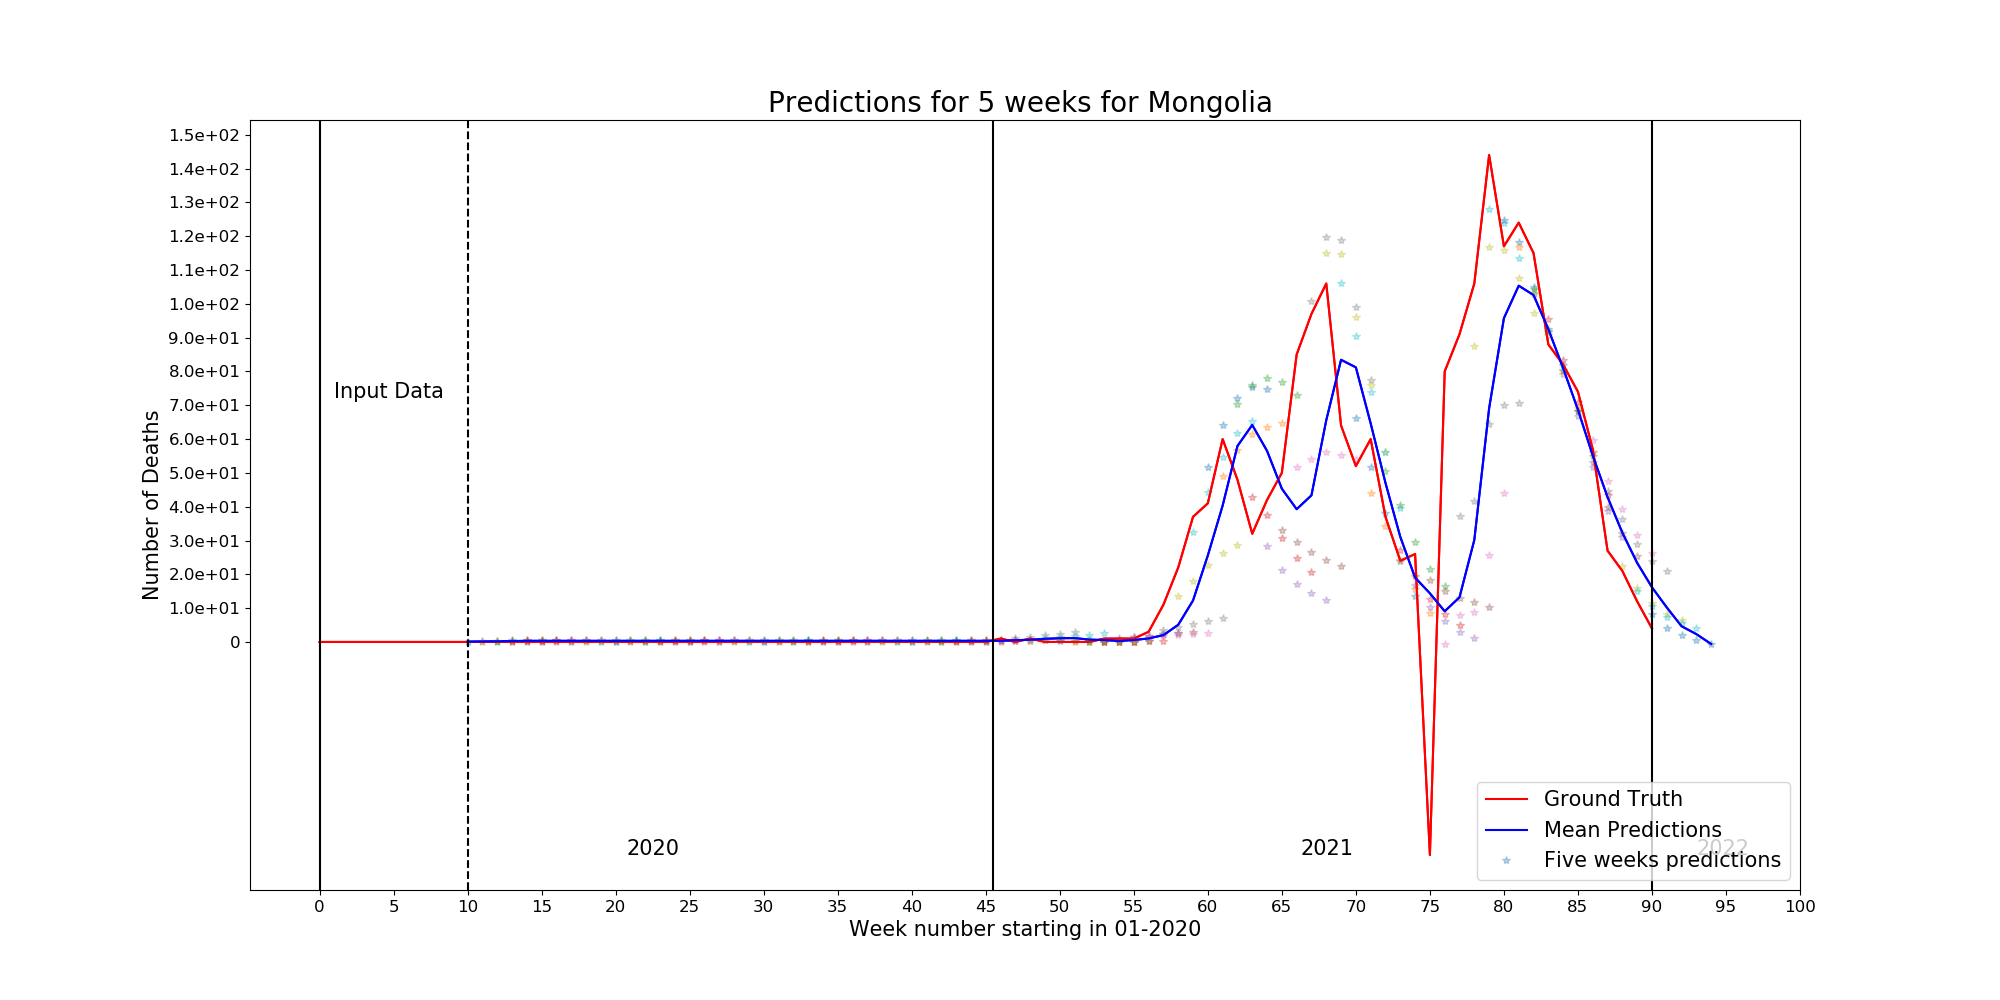 Predictions for 5 weeks for Mongolia
1.5e+02
1.4e+02
1.3e+02
1.2e+02
1.1e+02
1.0e+02
9.0e+01
8.0e+01
7.0e+01
6.0e+01
5.0e+01
4.0e+01
3.0e+01
2.0e+01
1.0e+01
0
Number of Deaths
Input Data
2020
2021
2022
Ground Truth
Mean Predictions
Five weeks predictions
0 5 10 15 20 25 30 35 40 45 50 55 60 65 70 75 80 85 90 95 100
Week number starting in 01-2020